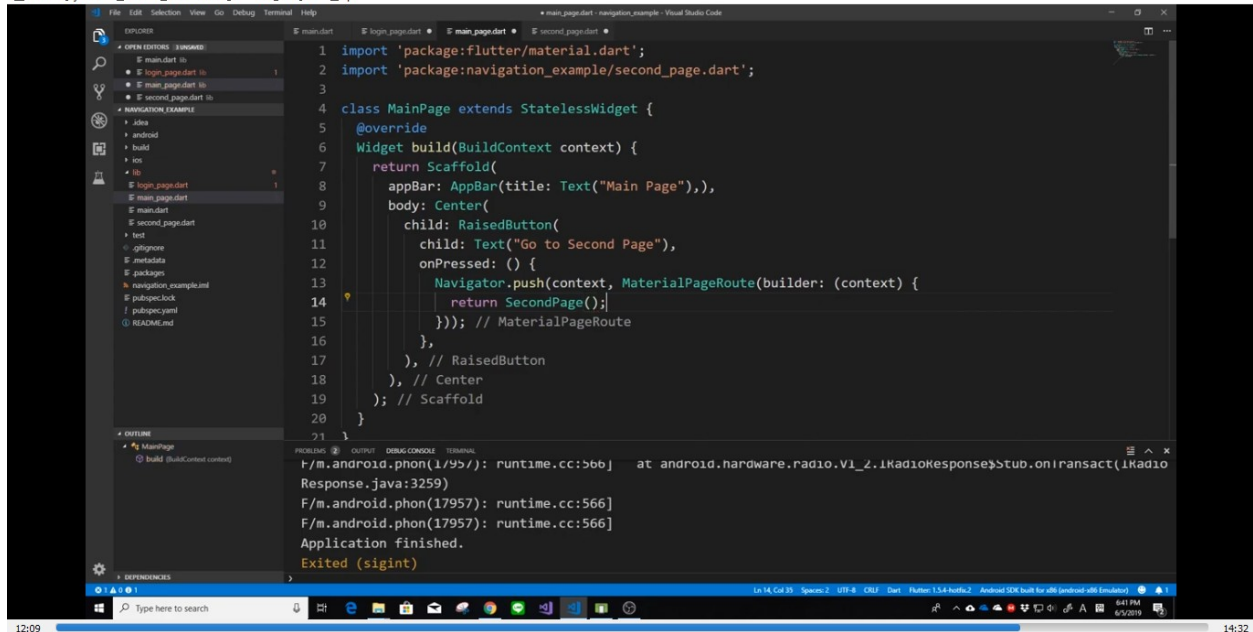 File Edit Selection View Go Debug Terminal Help
● main_page.dart - navigation_example - Visual Studio Code
EXPLORER
OPEN EDITORS 3 UNSAVED
main.dart lib
login_page.dart lib 1
main_page.dart lib
second_page.dart lib
NAVIGATION_EXAMPLE
.idea
android
build
ios
lib
login_page.dart 1
main_page.dart
main.dart
second_page.dart
test
.gitignore
.metadata
.packages
navigation_example.iml
pubspec.lock
pubspec.yaml
README.md
OUTLINE
MainPage
build (BuildContext context)
DEPENDENCIES
main.dart login_page.dart ● main_page.dart ● second_page.dart ●
1 import 'package:flutter/material.dart';
2 import 'package:navigation_example/second_page.dart';
3
4 class MainPage extends StatelessWidget {
5 @override
6 Widget build(BuildContext context) {
7 return Scaffold(
8 appBar: AppBar(title: Text("Main Page"),),
9 body: Center(
10 child: RaisedButton(
11 child: Text("Go to Second Page"),
12 onPressed: () {
13 Navigator.push(context, MaterialPageRoute(builder: (context) {
14 return SecondPage();
15 })); // MaterialPageRoute
16 },
17 ), // RaisedButton
18 ), // Center
19 ); // Scaffold
20 }
21 }
PROBLEMS 2 OUTPUT DEBUG CONSOLE TERMINAL
F/m.android.phon(17957): runtime.cc:566] at android.hardware.radio.V1_2.IRadioResponse$Stub.onTransact(IRadio
Response.java:3259)
F/m.android.phon(17957): runtime.cc:566]
F/m.android.phon(17957): runtime.cc:566]
Application finished.
Exited (sigint)
1 0 1
Ln 14, Col 35 Spaces: 2 UTF-8 CRLF Dart Flutter: 1.5.4-hotfix.2 Android SDK built for x86 (android-x86 Emulator) 1
Type here to search
6:41 PM
6/5/2019
12:09 14:32